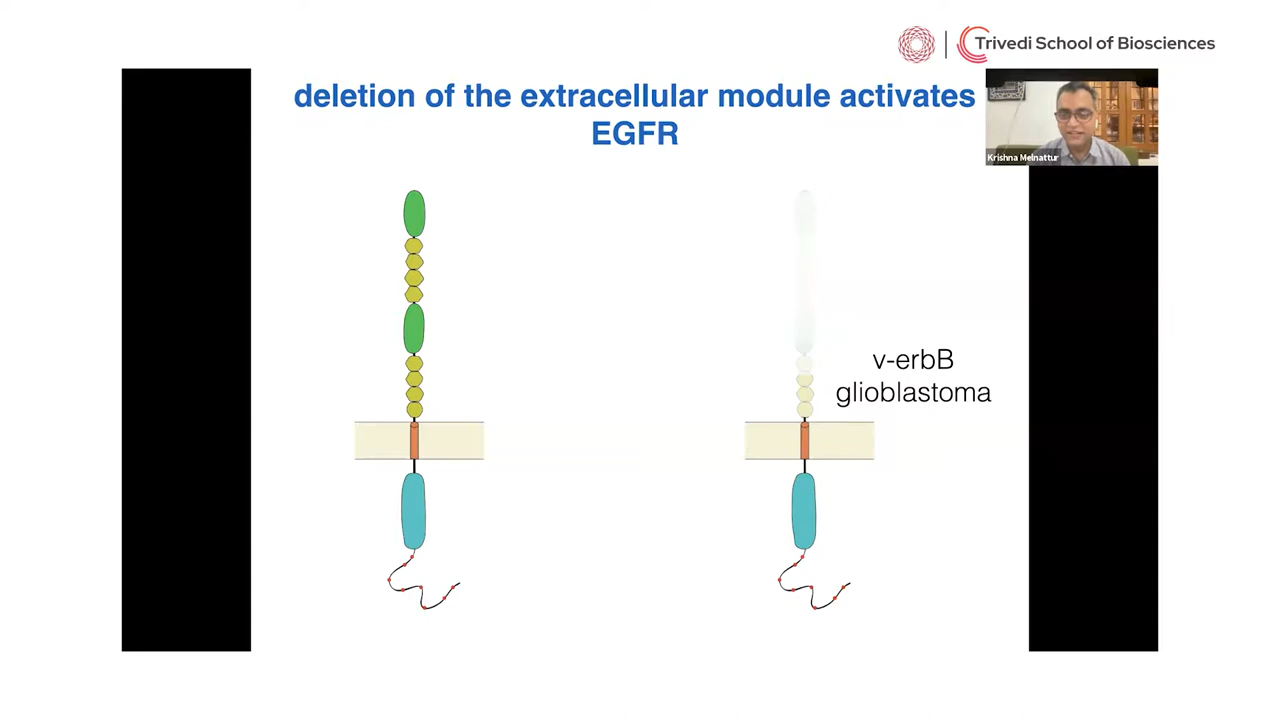 Trivedi School of Biosciences
deletion of the extracellular module activates
EGFR
Krishna Melnattur
v-erbB
glioblastoma